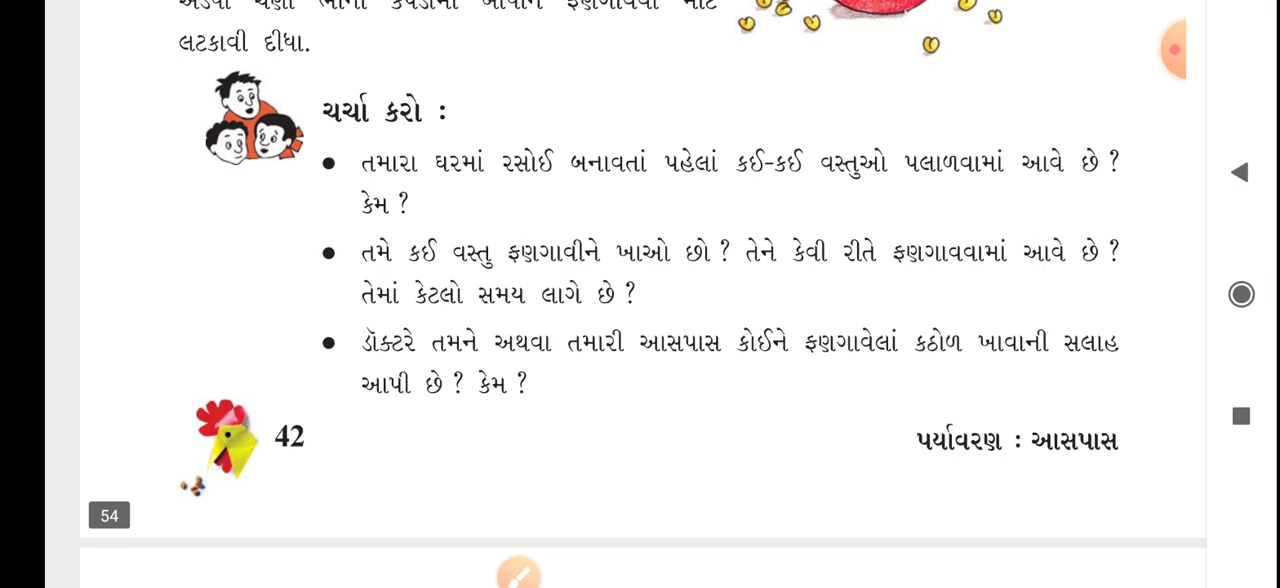 લટકાવી દીધા.
ચર્ચા કરો :
● તમારા ઘરમાં રસોઈ બનાવતાં પહેલાં કઈ-કઈ વસ્તુઓ પલાળવામાં આવે છે ?
કેમ ?
● તમે કઈ વસ્તુ ફણગાવીને ખાઓ છો ? તેને કેવી રીતે ફણગાવવામાં આવે છે ?
તેમાં કેટલો સમય લાગે છે ?
● ડૉક્ટરે તમને અથવા તમારી આસપાસ કોઈને ફણગાવેલાં કઠોળ ખાવાની સલાહ
આપી છે ? કેમ ?
42
પર્યાવરણ : આસપાસ
54